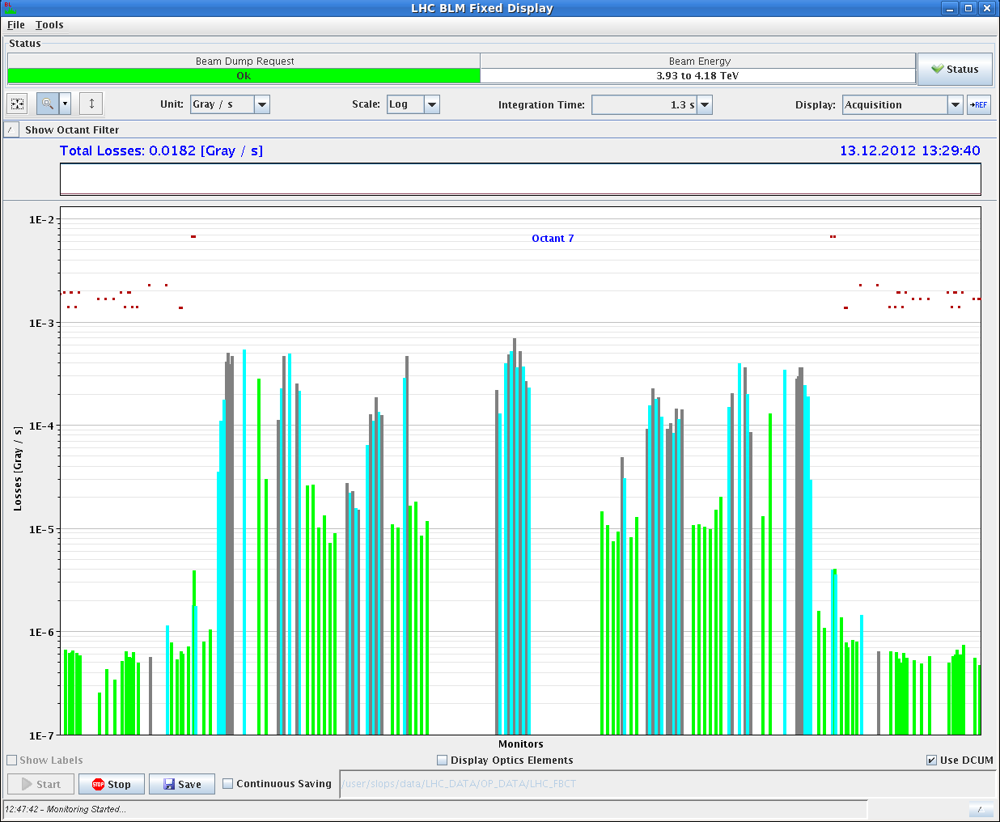 LHC BLM Fixed Display
File Tools
Status
Beam Dump Request Beam Energy
Ok 3.93 to 4.18 TeV Status
Unit: Gray / s Scale: Log Integration Time: 1.3 s Display: Acquisition →REF
Show Octant Filter
Total Losses: 0.0182 [Gray / s] 13.12.2012 13:29:40
1E-2
Octant 7
1E-3
1E-4
Losses [Gray / s]
1E-5
1E-6
1E-7
Monitors
Show Labels Display Optics Elements Use DCUM
Start STOP Stop Save Continuous Saving /user/slops/data/LHC_DATA/OP_DATA/LHC_FBCT
12:47:42 - Monitoring Started...